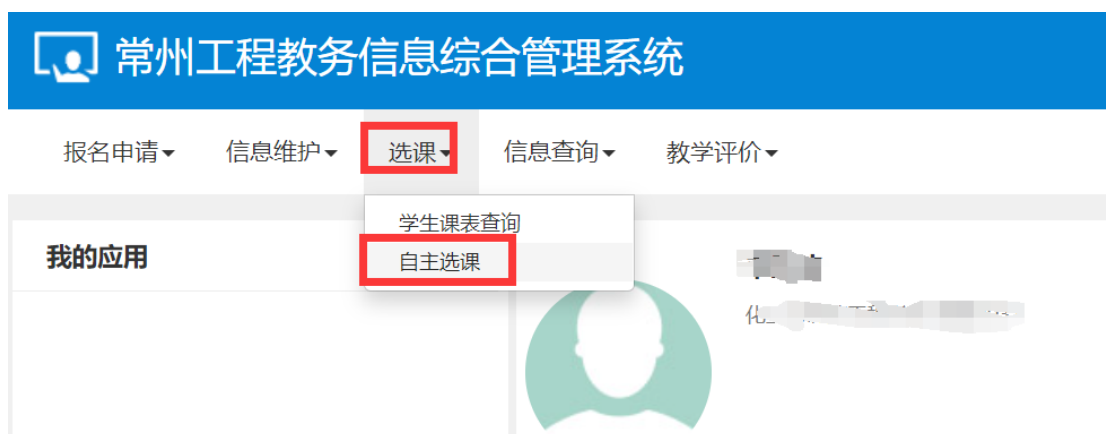 常州工程教务信息综合管理系统
报名申请 信息维护 选课 信息查询 教学评价
学生课表查询
自主选课
我的应用
化